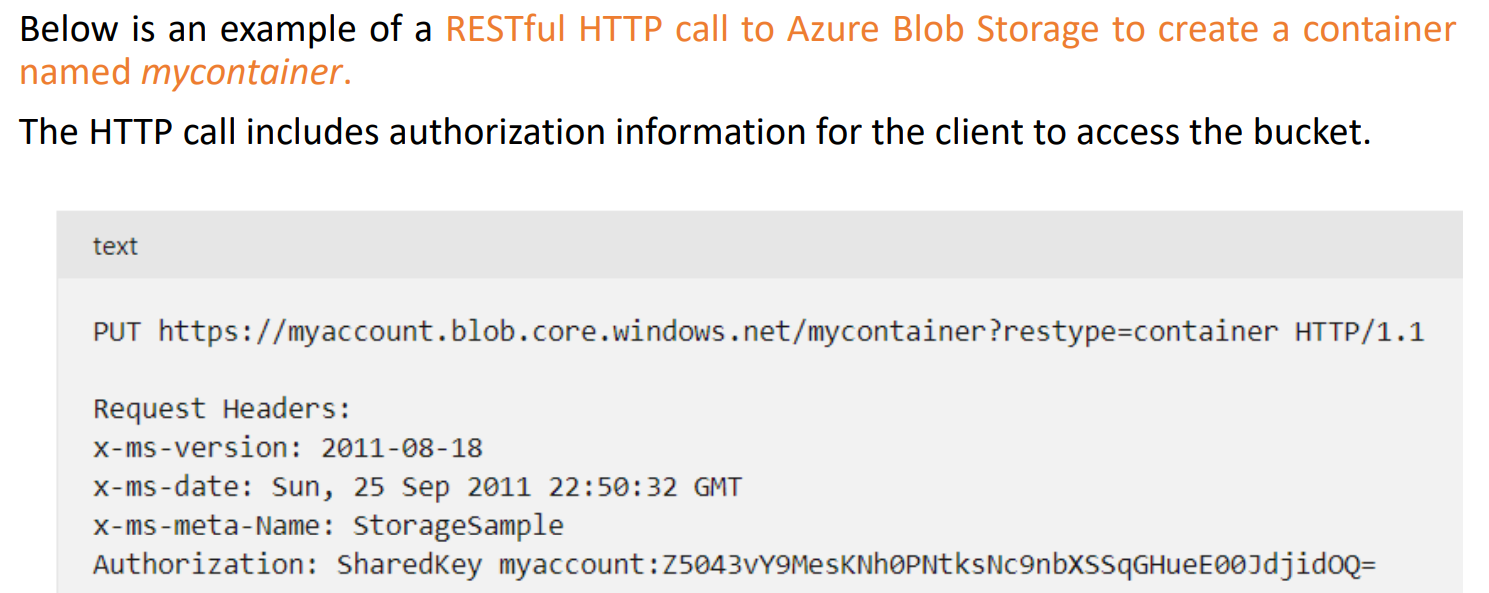 Below is an example of a RESTful HTTP call to Azure Blob Storage to create a container
named mycontainer.
The HTTP call includes authorization information for the client to access the bucket.
text
PUT https://myaccount.blob.core.windows.net/mycontainer?restype=container HTTP/1.1
Request Headers:
x-ms-version: 2011-08-18
x-ms-date: Sun, 25 Sep 2011 22:50:32 GMT
x-ms-meta-Name: StorageSample
Authorization: SharedKey myaccount:Z5043vY9MesKNh0PNtksNc9nbXSSqGHueE00JdjidOQ=